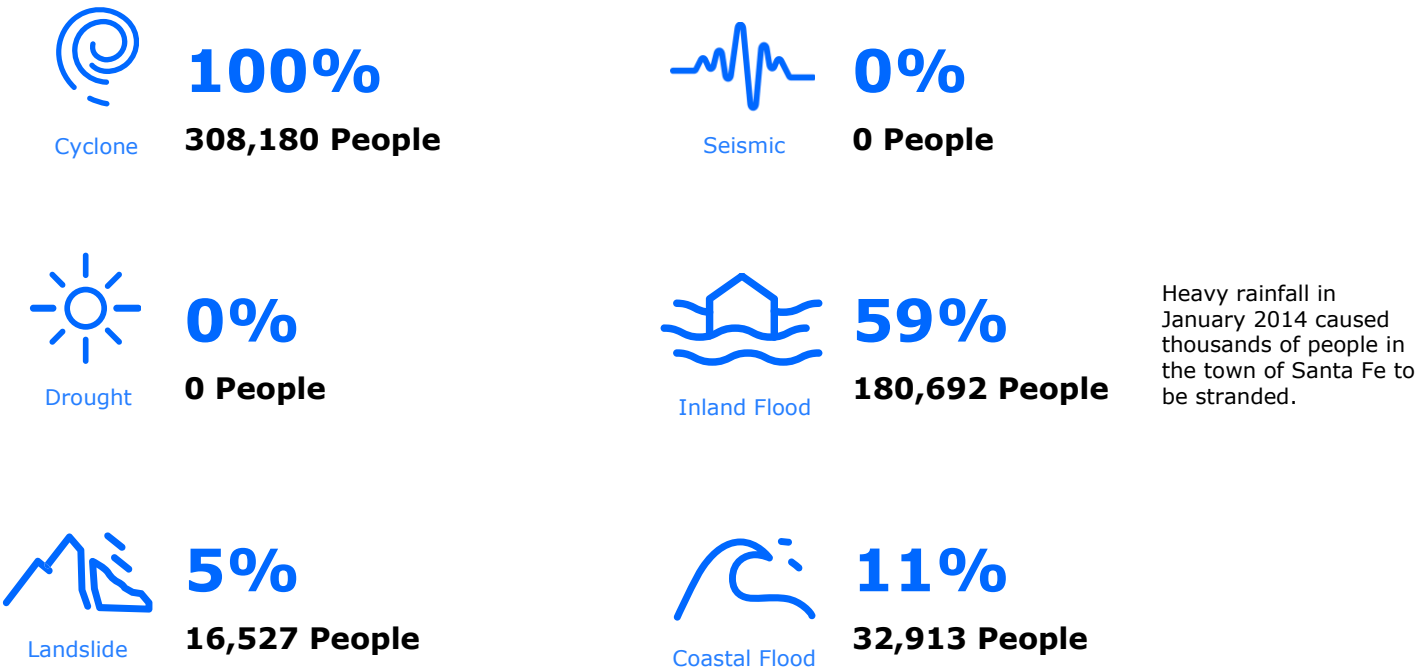 100%
308,180 People
Cyclone
0%
0 People
Seismic
0%
0 People
Drought
59%
180,692 People
Inland Flood
Heavy rainfall in
January 2014 caused
thousands of people in
the town of Santa Fe to
be stranded.
5%
16,527 People
Landslide
11%
32,913 People
Coastal Flood